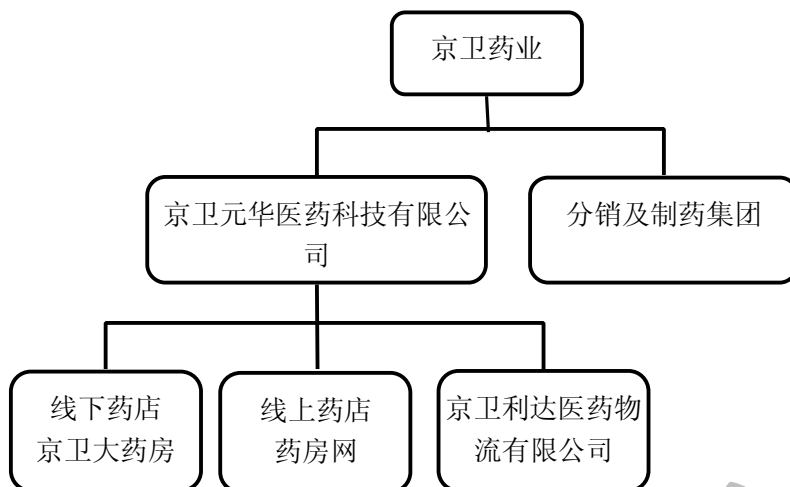 京卫药业
京卫元华医药科技有限公
司
分销及制药集团
线下药店
京卫大药房
线上药店
药房网
京卫利达医药物
流有限公司